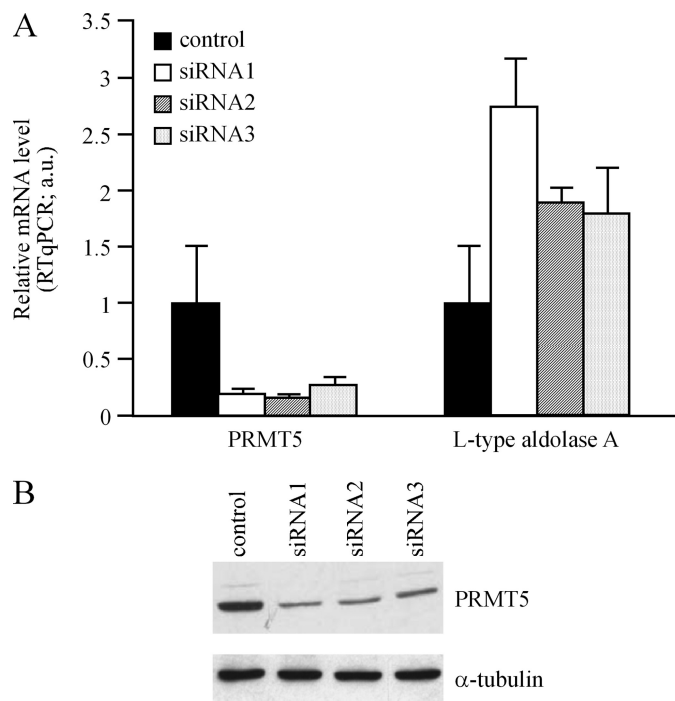 A
3.5
3
2.5
2
1.5
1
0.5
0
Relative mRNA level
(RTqPCR; a.u.)
control
siRNA1
siRNA2
siRNA3
PRMT5
L-type aldolase A
B
control
siRNA1
siRNA2
siRNA3
PRMT5
α-tubulin